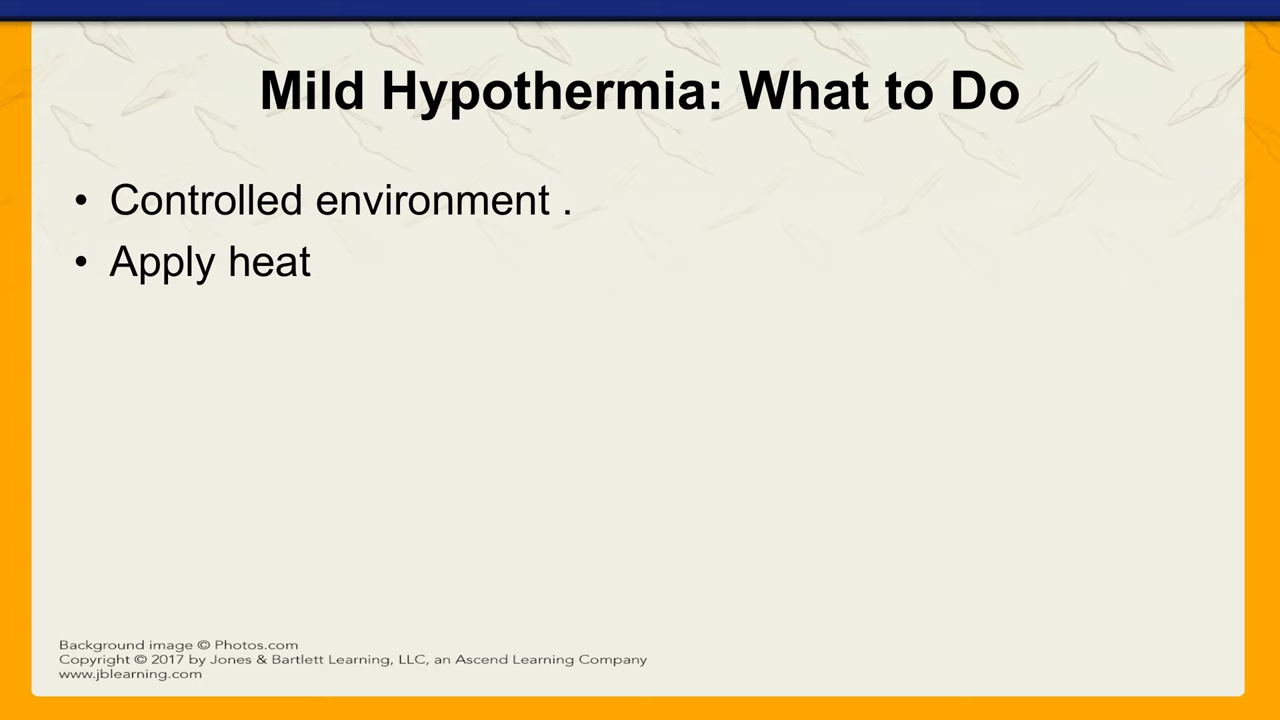 Mild Hypothermia: What to Do
• Controlled environment .
• Apply heat
Background image © Photos.com
Copyright © 2017 by Jones & Bartlett Learning, LLC, an Ascend Learning Company
www.jblearning.com